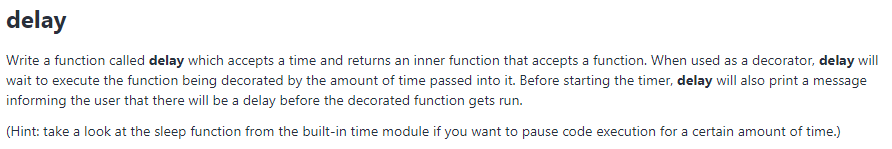 delay
Write a function called delay which accepts a time and returns an inner function that accepts a function. When used as a decorator, delay will
wait to execute the function being decorated by the amount of time passed into it. Before starting the timer, delay will also print a message
informing the user that there will be a delay before the decorated function gets run.
(Hint: take a look at the sleep function from the built-in time module if you want to pause code execution for a certain amount of time.)